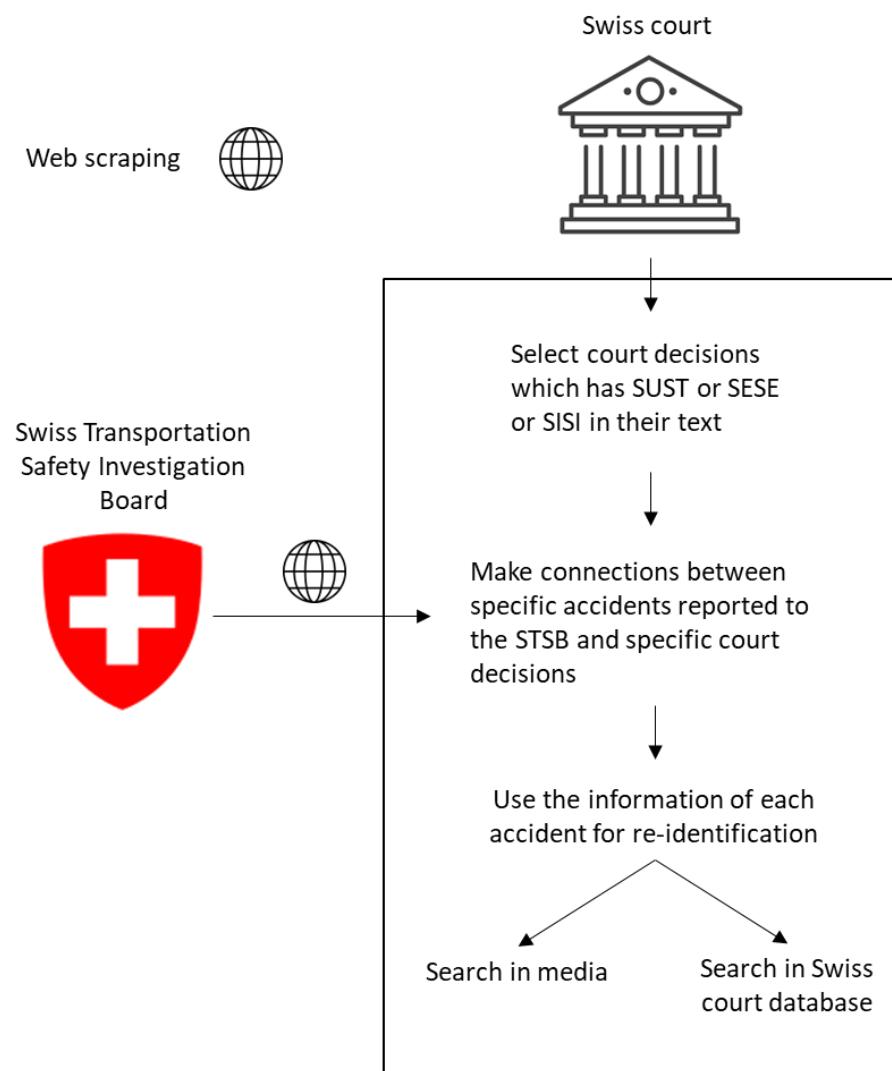 Swiss court
Web scraping
Select court decisions
which has SUST or SESE
or SISI in their text
Swiss Transportation
Safety Investigation
Board
Make connections between
specific accidents reported to
the STSB and specific court
decisions
Use the information of each
accident for re-identification
Search in media
Search in Swiss
court database